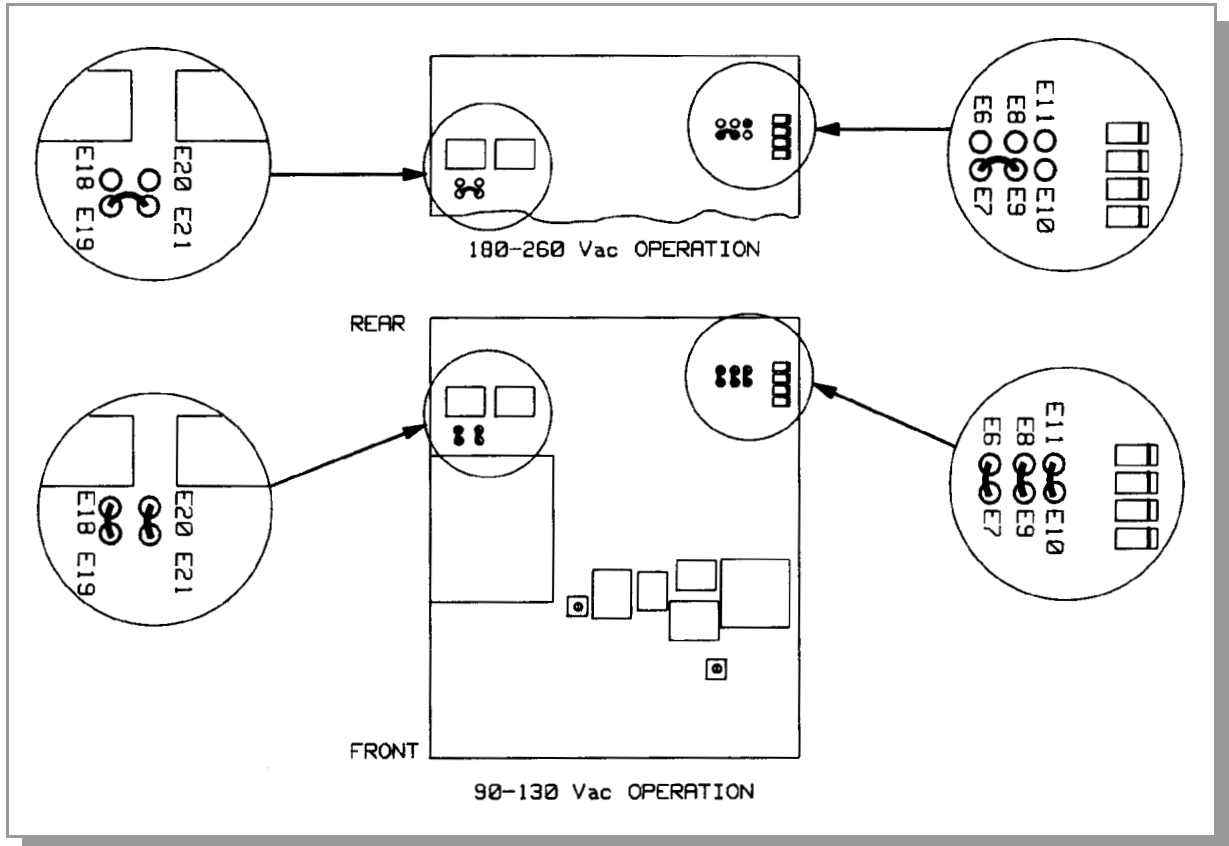 E18 E19
E20 E21
E6 E7
E8 E9
E11 E10
180-260 Vac OPERATION
REAR
E18 E19
E20 E21
E6 E7
E8 E9
E11 E10
FRONT
90-130 Vac OPERATION